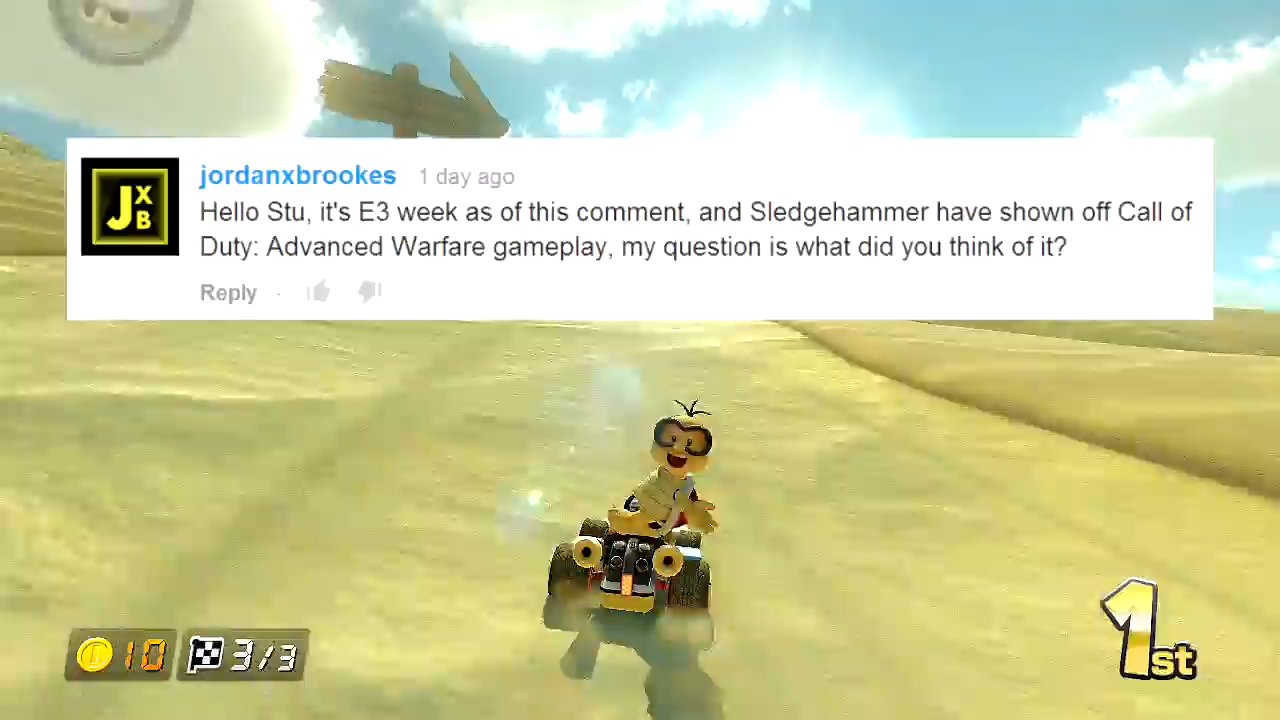 JXB
jordanxbrookes 1 day ago
Hello Stu, it's E3 week as of this comment, and Sledgehammer have shown off Call of
Duty: Advanced Warfare gameplay, my question is what did you think of it?
Reply ·
10 3/3
1st